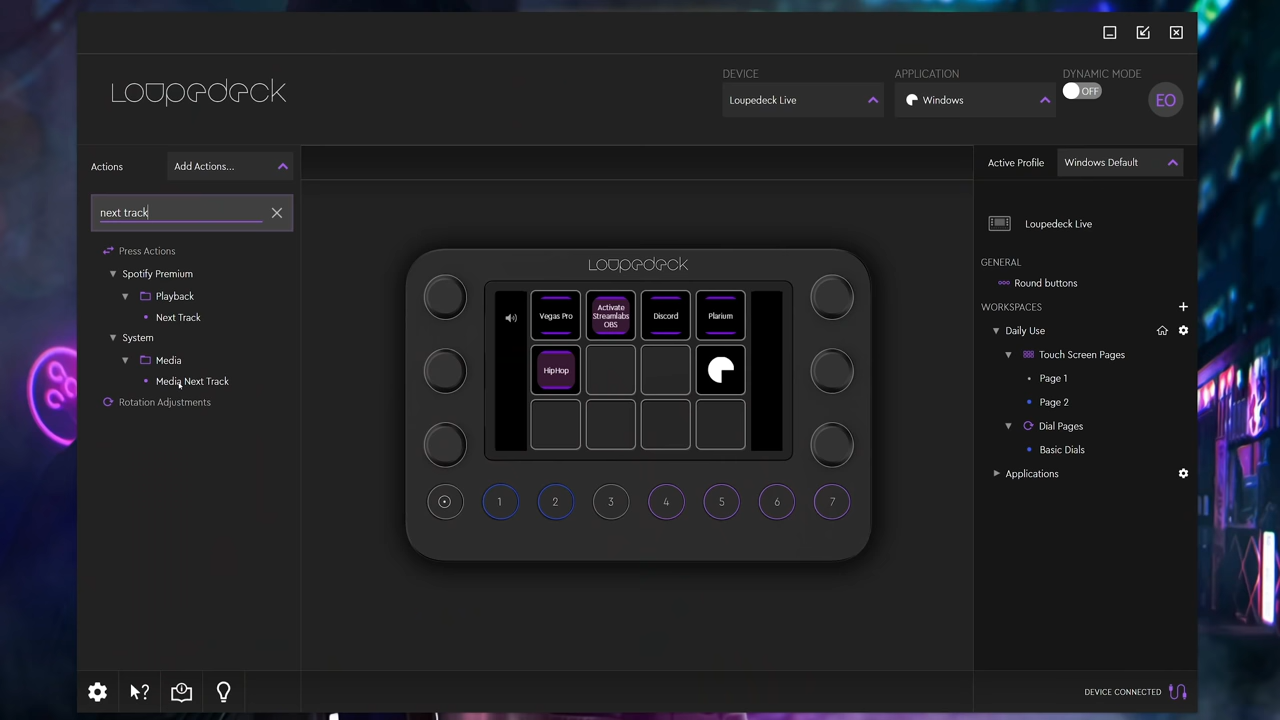 Loupedeck
DEVICE
Loupedeck Live
APPLICATION
Windows
DYNAMIC MODE
OFF
EO
Actions
Add Actions...
next track
Press Actions
Spotify Premium
Playback
Next Track
System
Media
Media Next Track
Rotation Adjustments
Loupedeck
Vegas Pro
Activate
Streamlabs
OBS
Discord
Plarium
HipHop
1
2
3
4
5
6
7
Active Profile
Windows Default
Loupedeck Live
GENERAL
Round buttons
WORKSPACES
Daily Use
Touch Screen Pages
Page 1
Page 2
Dial Pages
Basic Dials
Applications
?
DEVICE CONNECTED